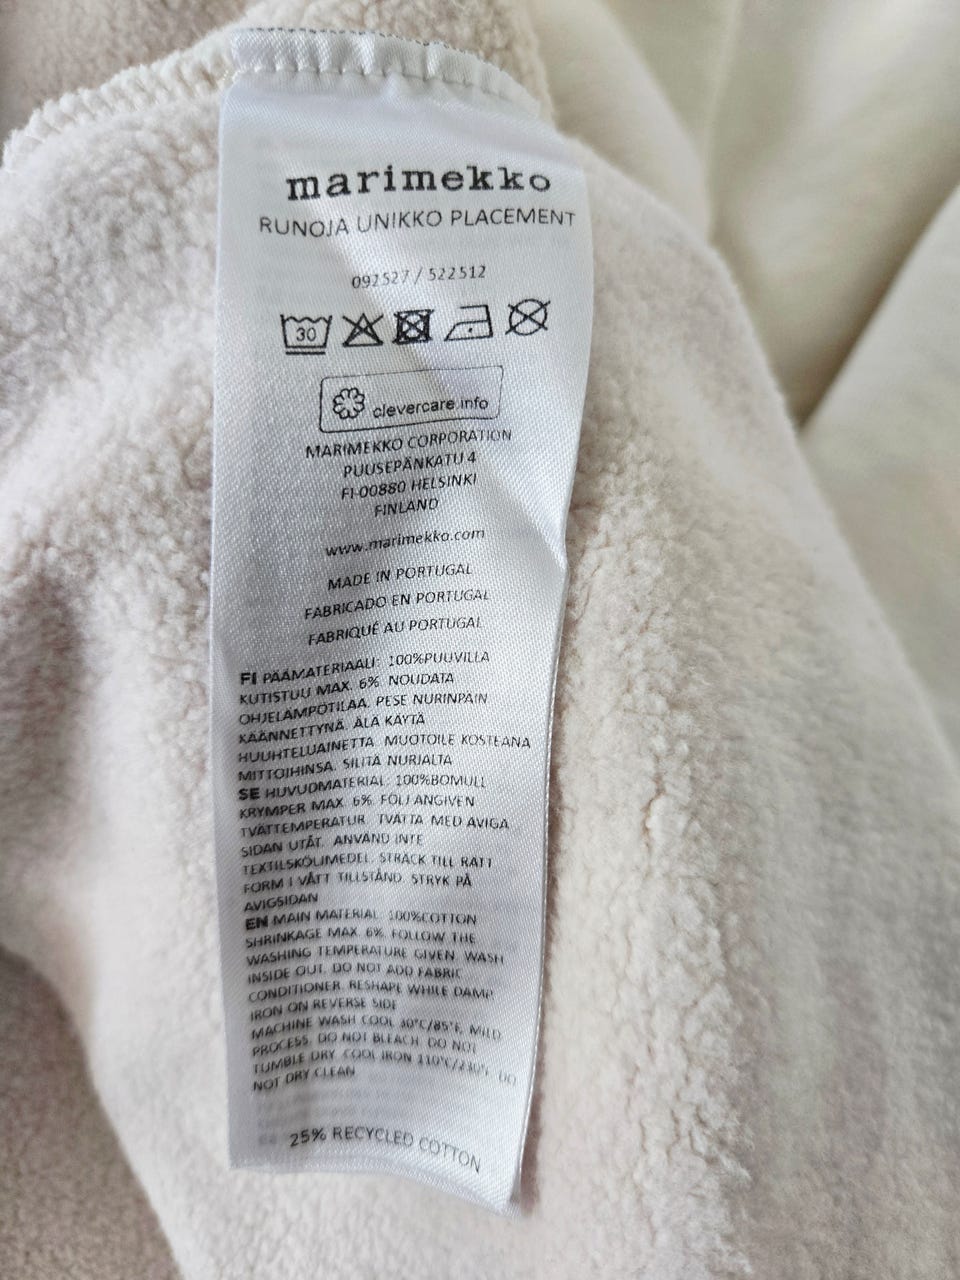 marimekko
RUNOJA UNIKKO PLACEMENT
092527 / 522512
30
clevercare.info
MARIMEKKO CORPORATION
PUUSEPÄNKATU 4
FI-00880 HELSINKI
FINLAND
www.marimekko.com
MADE IN PORTUGAL
FABRICADO EN PORTUGAL
FABRIQUÉ AU PORTUGAL
FI PÄÄMATERIAALI: 100%PUUVILLA
KUTISTUU MAX. 6%. NOUDATA
OHJELÄMPÖTILAA. PESE NURINPÄIN
KÄÄNNETTYNÄ. ÄLÄ KÄYTÄ
HUUHTELUAINETTA. MUOTOILE KOSTEANA
MITTOIHINSA. SILITÄ NURJALTA
SE HUVUDMATERIAL: 100%BOMULL
KRYMPER MAX. 6%. FÖLJ ANGIVEN
TVÄTTEMPERATUR. TVÄTTA MED AVIGA
SIDAN UTÅT. ANVÄND INTE
TEXTILSKÖLJMEDEL. STRÄCK TILL RÄTT
FORM I VÅTT TILLSTÅND. STRYK PÅ
AVIGSIDAN
EN MAIN MATERIAL: 100%COTTON
SHRINKAGE MAX. 6%. FOLLOW THE
WASHING TEMPERATURE GIVEN. WASH
INSIDE OUT. DO NOT ADD FABRIC
CONDITIONER. RESHAPE WHILE DAMP.
IRON ON REVERSE SIDE
MACHINE WASH COOL 30°C/85°F, MILD
PROCESS. DO NOT BLEACH. DO NOT
TUMBLE DRY. COOL IRON 110°C/230°F. DO
NOT DRY CLEAN
25% RECYCLED COTTON